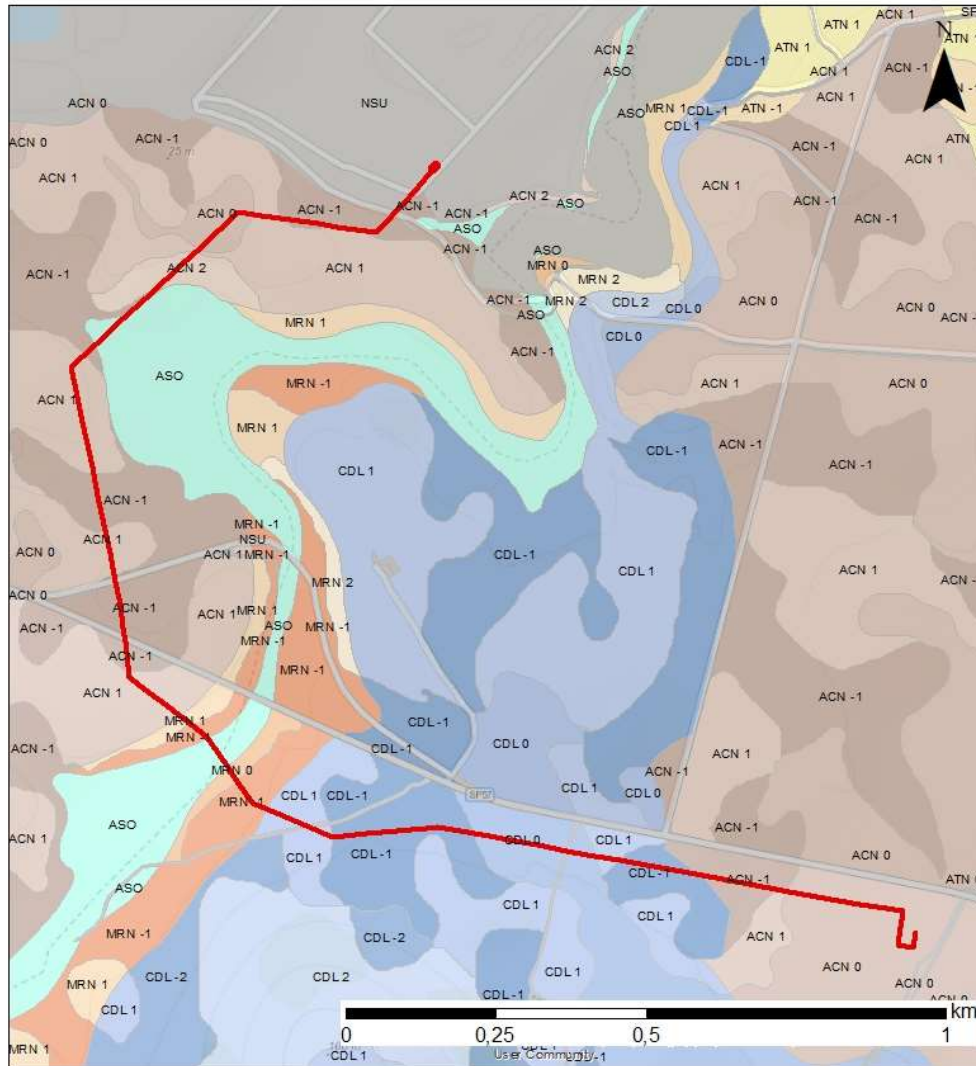 ACN 1
SP
ACN 2
ATN 1
N
ATN 1
ASO
CDL -1
ACN 1
ACN -1
ACN 0
NSU
ASO
MRN 1
CDL -1
ATN -1
ACN 1
CDL 1
ACN 0
ACN -1
25 m
ACN -1
ATN
ACN 1
ACN 2
ACN 1
ACN 1
ACN 0
ACN -1
ACN -1
ACN -1
ASO
ACN -1
ASO
ACN -1
ACN -1
ASO
ACN -1
ACN 2
ACN 1
MRN 0
MRN 2
ACN -1
MRN 2
CDL 2
CDL 0
ACN 0
ACN 0
ASO
MRN 1
CDL 0
ACN -1
ASO
MRN -1
ACN 1
ACN 0
ACN 1
MRN 1
CDL 1
CDL -1
ACN -1
ACN -1
ACN -1
MRN -1
ACN 1
NSU
ACN 0
ACN 1
MRN -1
CDL -1
CDL 1
ACN 1
MRN 2
ACN 0
ACN -1
ACN 1
MRN 1
ACN -1
ASO
MRN -1
MRN -1
ACN -1
MRN -1
ACN 1
ACN -1
MRN 1
MRN -1
CDL -1
ACN -1
CDL -1
CDL 0
ACN 1
MRN 0
ACN -1
MRN -1
CDL 1
CDL -1
SP57
CDL 1
CDL 0
ASO
ACN 1
CDL 0
CDL 1
ACN -1
CDL 1
CDL -1
ACN 0
ASO
CDL -1
ACN -1
ATN
CDL 1
CDL 1
MRN -1
CDL -2
ACN 1
ACN 0
CDL -2
CDL 2
CDL 1
MRN 1
ACN 0
CDL 1
CDL -1
km
0
0,25
0,5
1
MRN 1
CDL 1
User Community